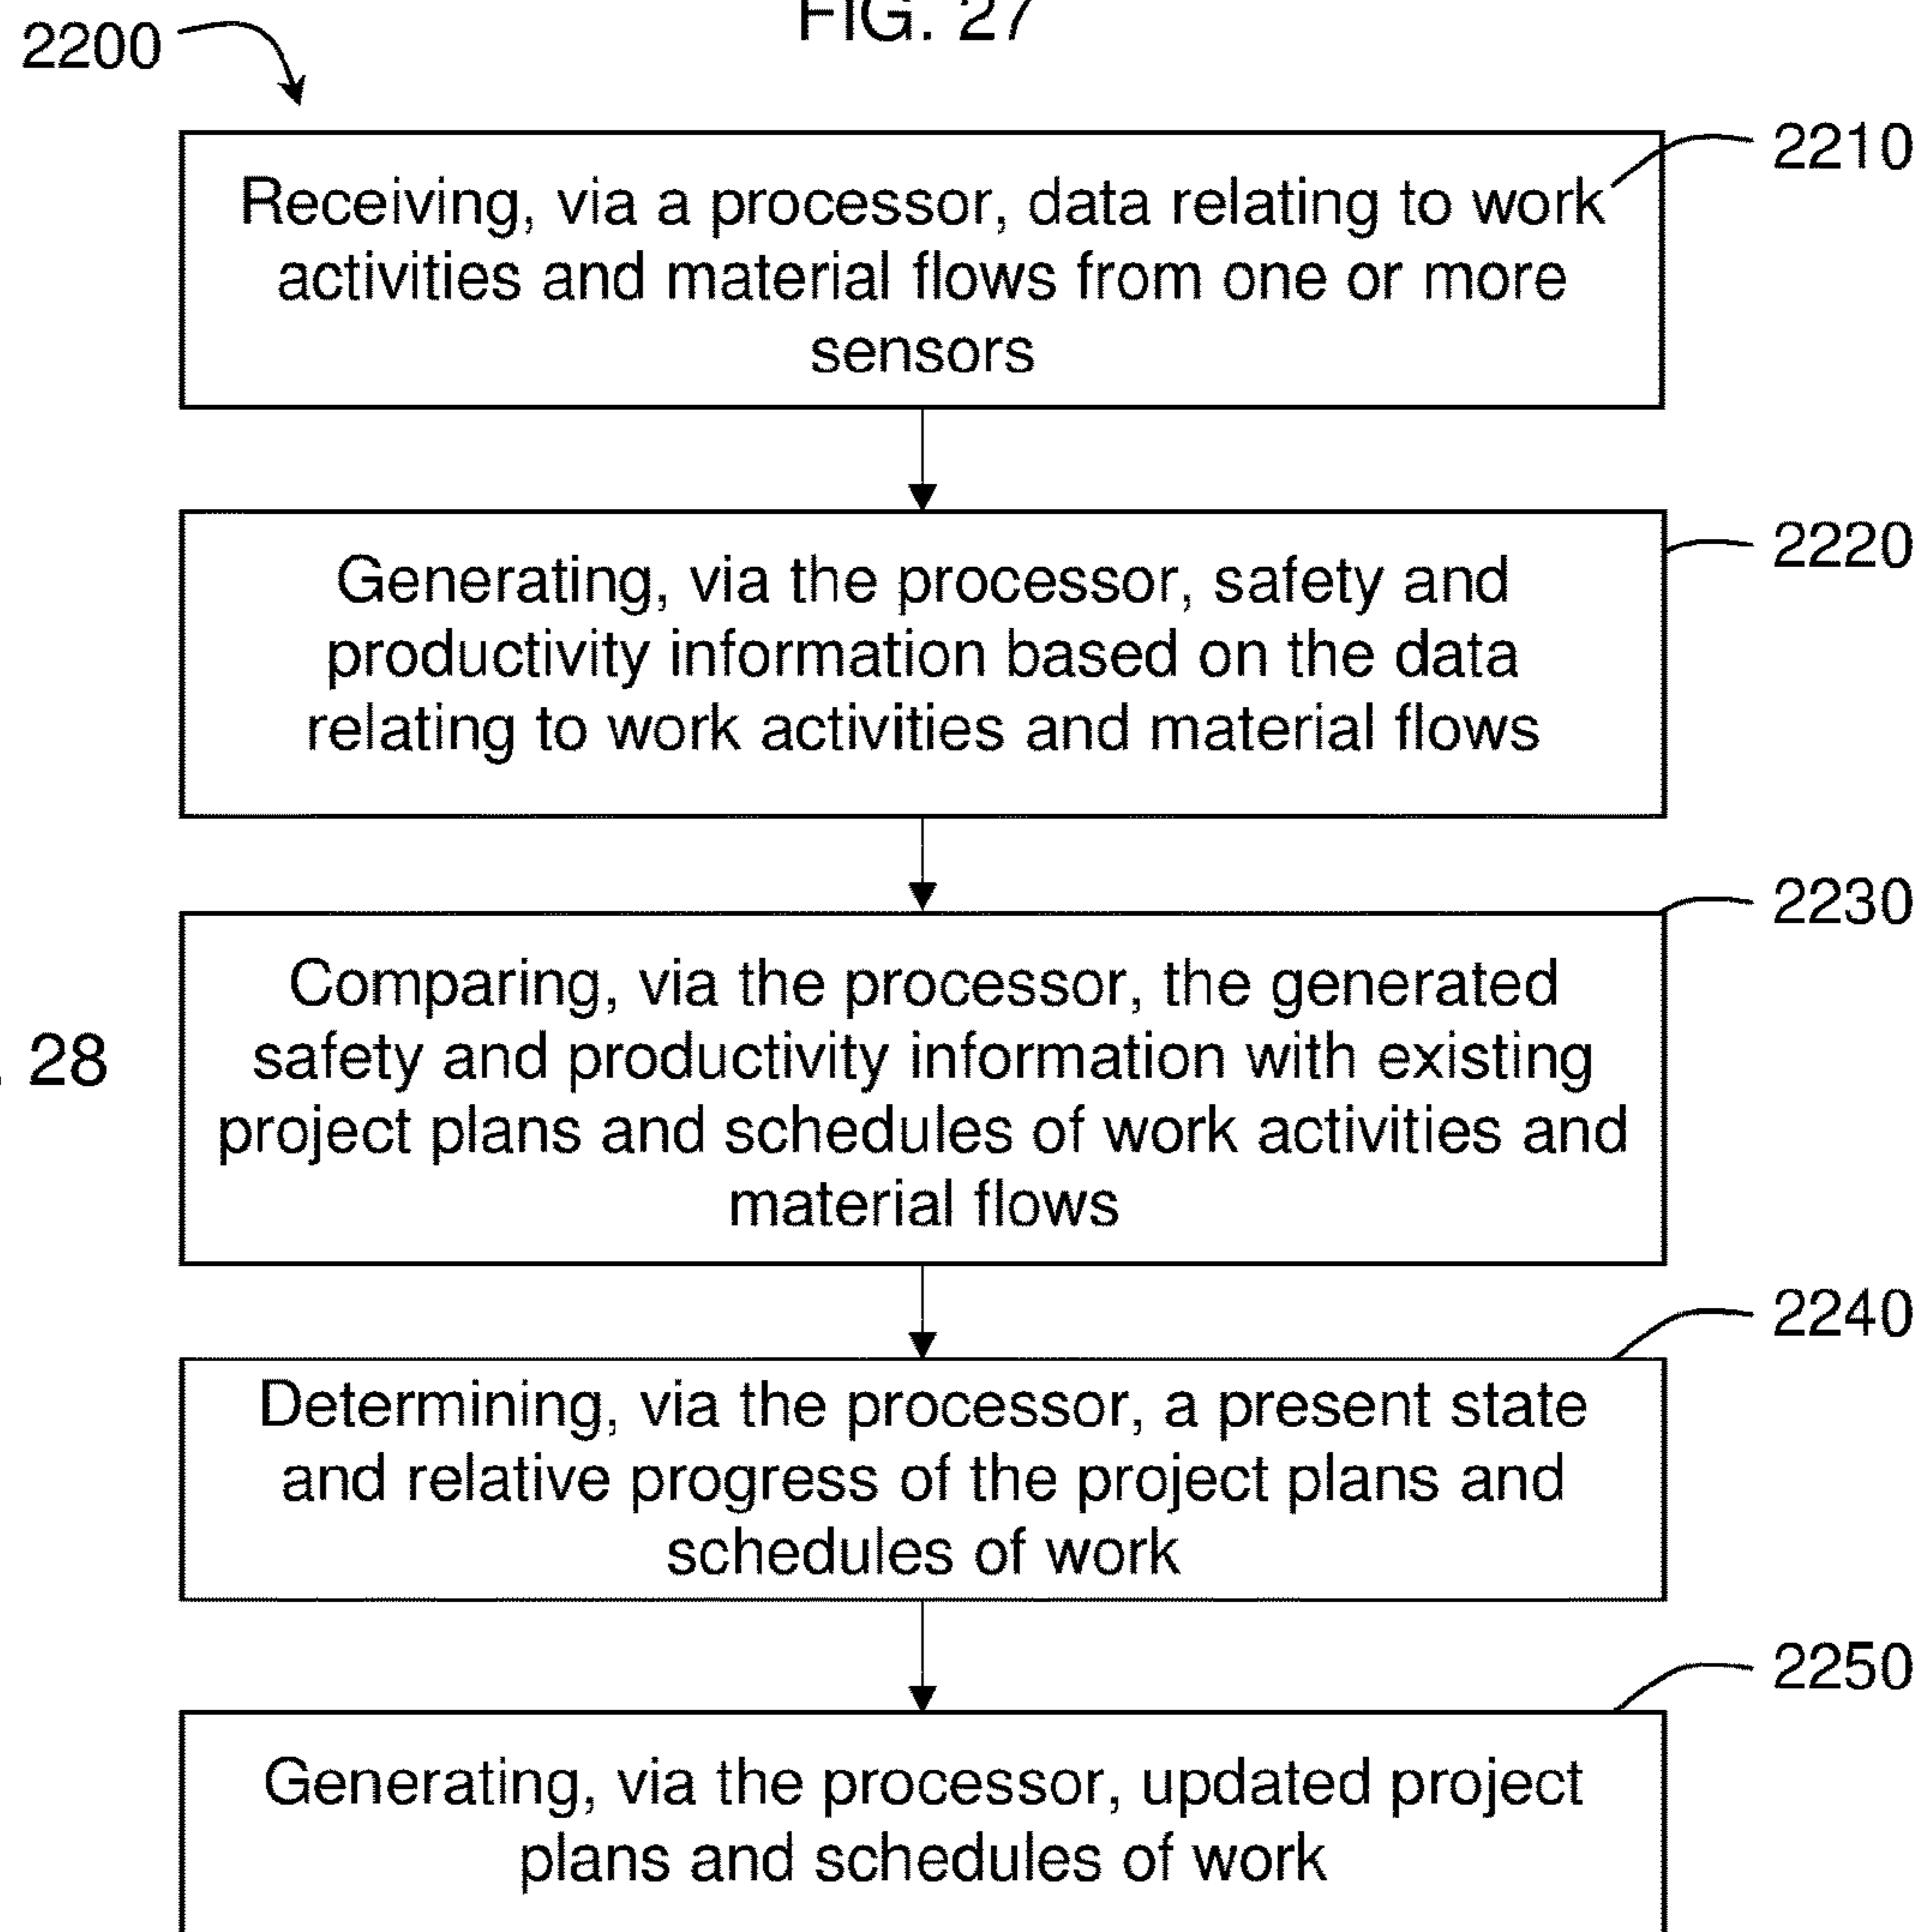 FIG. 27
2200
2210
Receiving, via a processor, data relating to work
activities and material flows from one or more
sensors
2220
Generating, via the processor, safety and
productivity information based on the data
relating to work activities and material flows
2230
Comparing, via the processor, the generated
safety and productivity information with existing
project plans and schedules of work activities and
material flows
. 28
2240
Determining, via the processor, a present state
and relative progress of the project plans and
schedules of work
2250
Generating, via the processor, updated project
plans and schedules of work